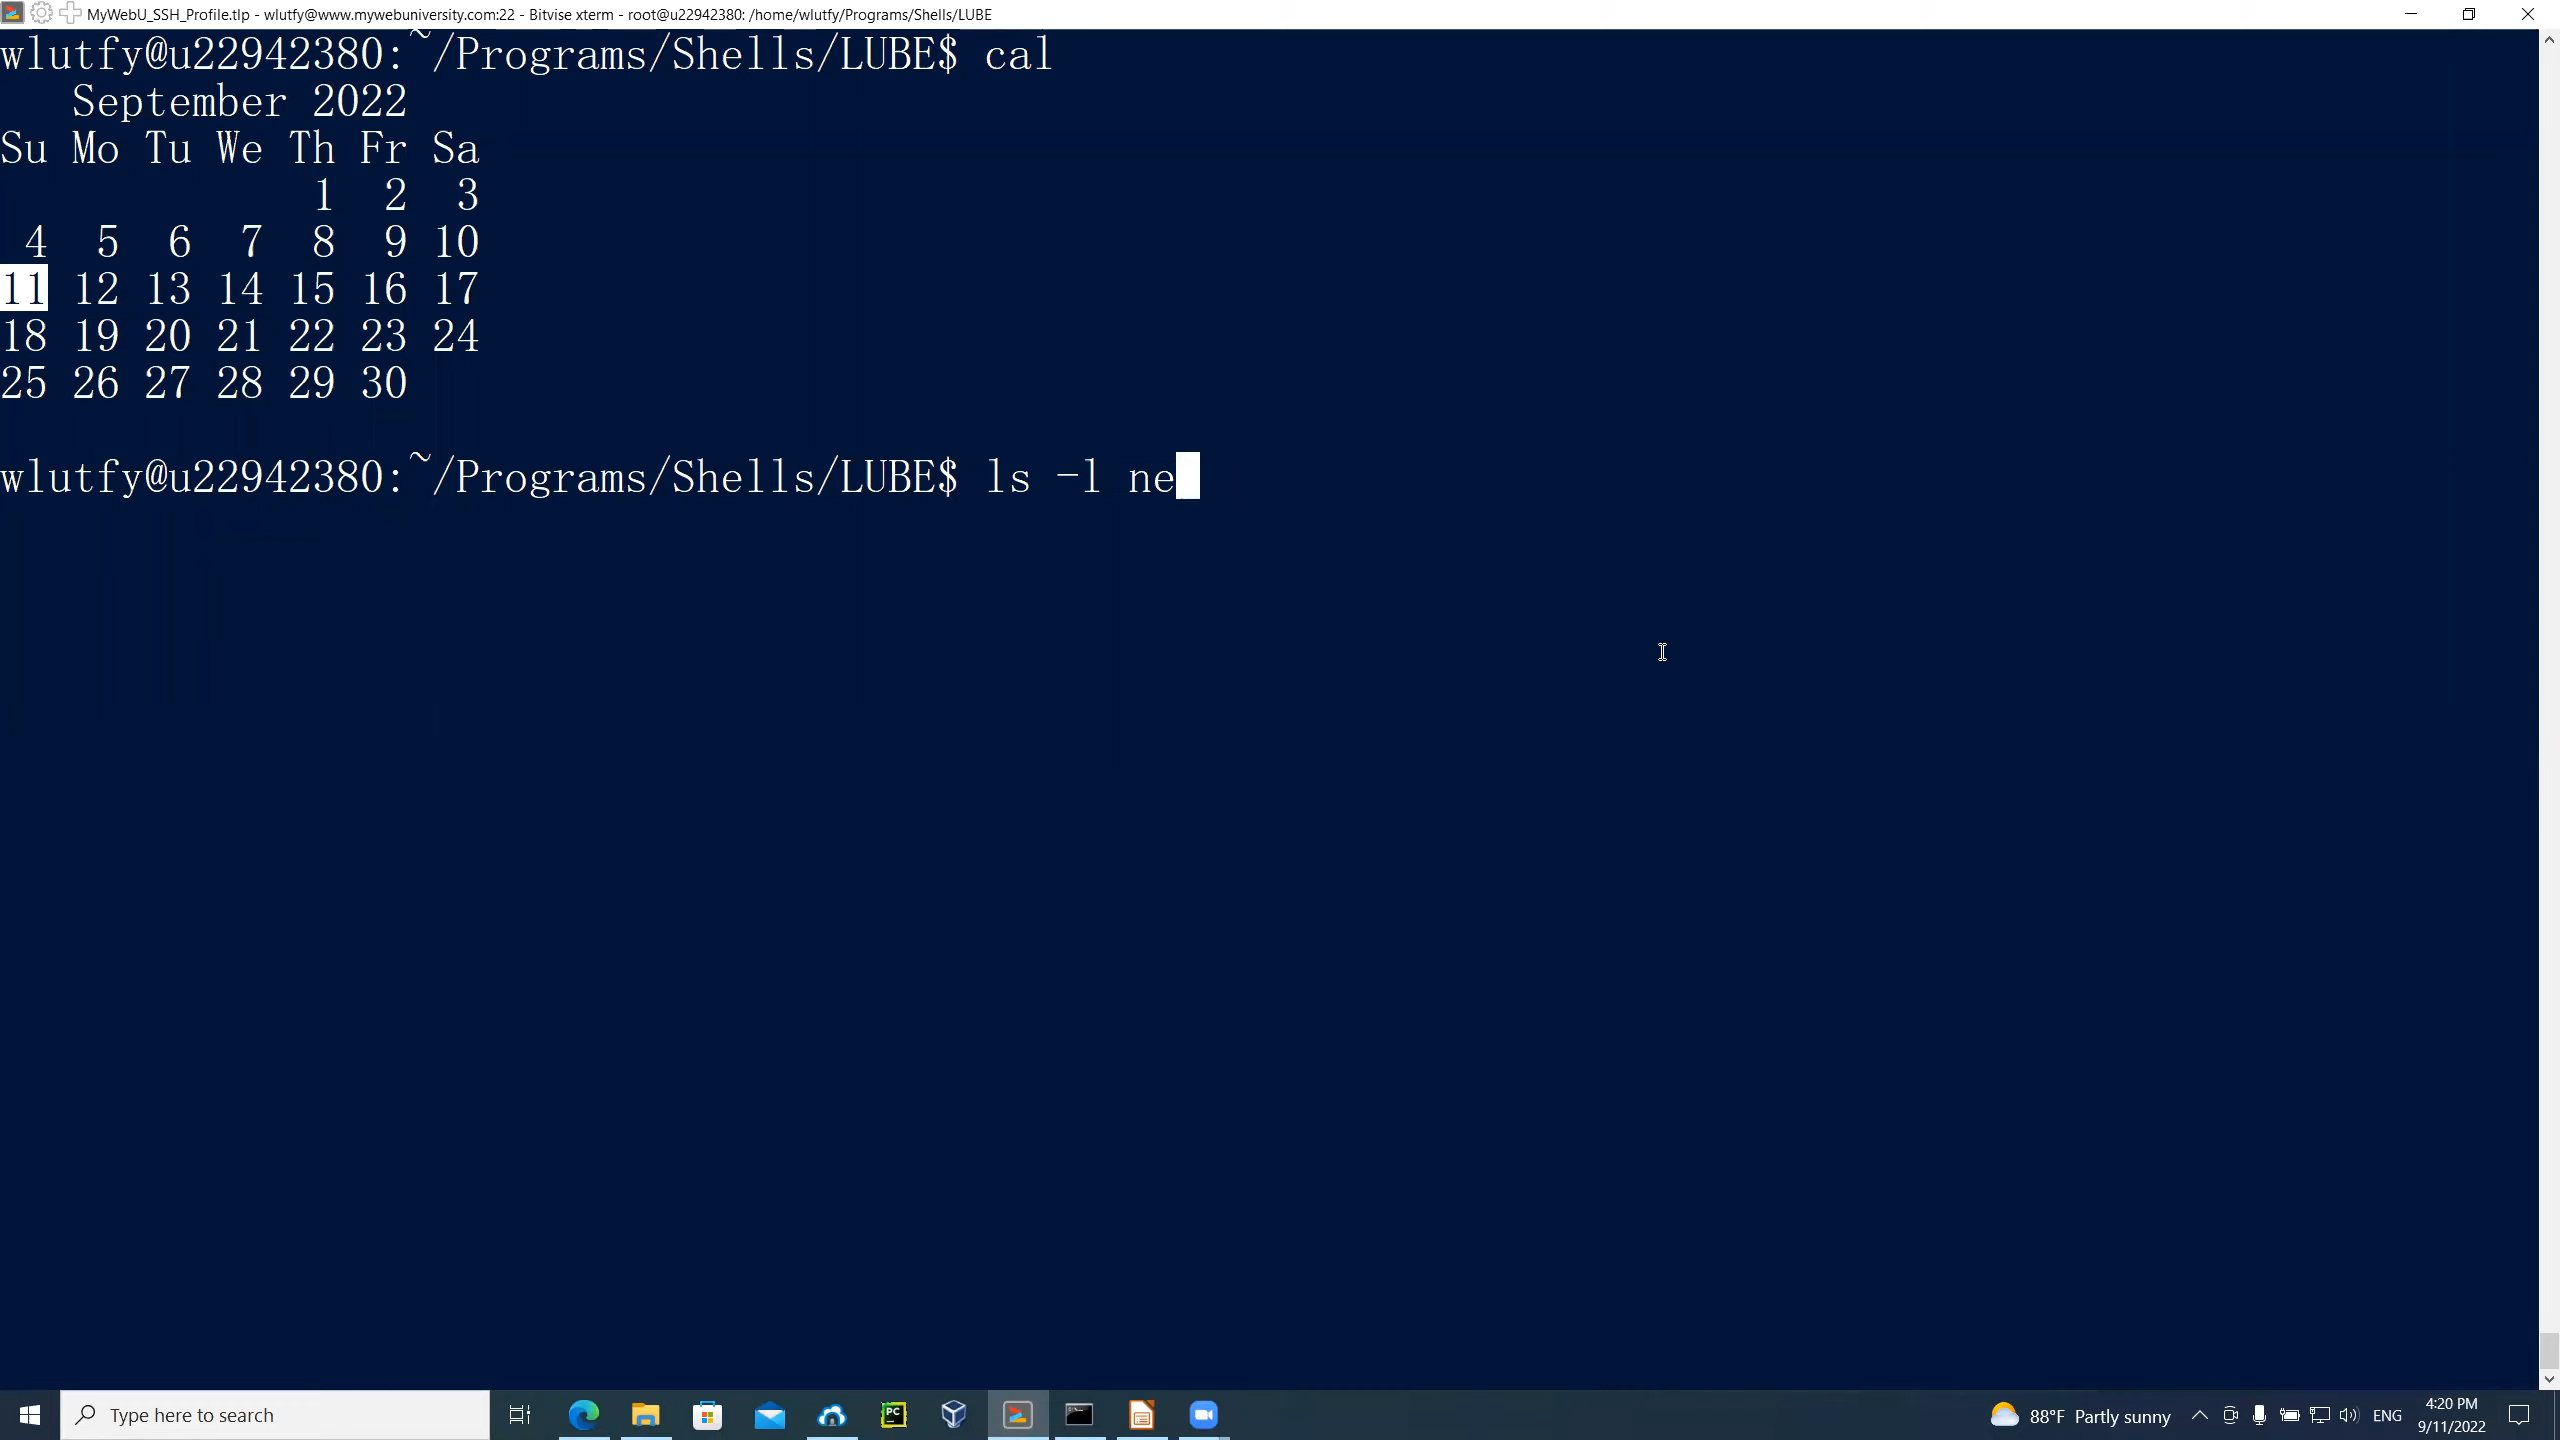 MyWebU_SSH_Profile.tlp - wlutfy@www.mywebuniversity.com:22 - Bitvise xterm - root@u22942380: /home/wlutfy/Programs/Shells/LUBE
wlutfy@u22942380:~/Programs/Shells/LUBE$ cal
September 2022
Su Mo Tu We Th Fr Sa
1 2 3
4 5 6 7 8 9 10
11 12 13 14 15 16 17
18 19 20 21 22 23 24
25 26 27 28 29 30
wlutfy@u22942380:~/Programs/Shells/LUBE$ ls -l ne
Type here to search
PC
88°F Partly sunny
ENG
4:20 PM
9/11/2022